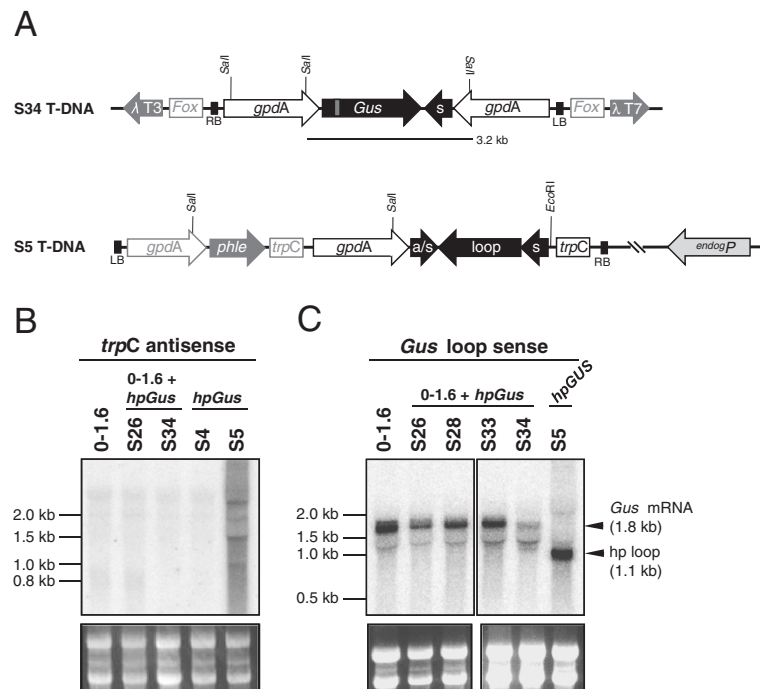 A
SalI
SalI
SalI
S34 T-DNA
λ T3
Fox
RB
gpdA
Gus
s
gpdA
LB
Fox
λ T7
3.2 kb
SalI
SalI
EcoRI
S5 T-DNA
LB
gpdA
phle
trpC
gpdA
a/s
loop
s
trpC
RB
endogP
B
trpC antisense
0-1.6 +
hpGus
hpGus
0-1.6
S26
S34
S4
S5
2.0 kb
1.5 kb
1.0 kb
0.8 kb
C
Gus loop sense
0-1.6 + hpGus
hpGUS
0-1.6
S26
S28
S33
S34
S5
2.0 kb
1.5 kb
1.0 kb
0.5 kb
Gus mRNA
(1.8 kb)
hp loop
(1.1 kb)